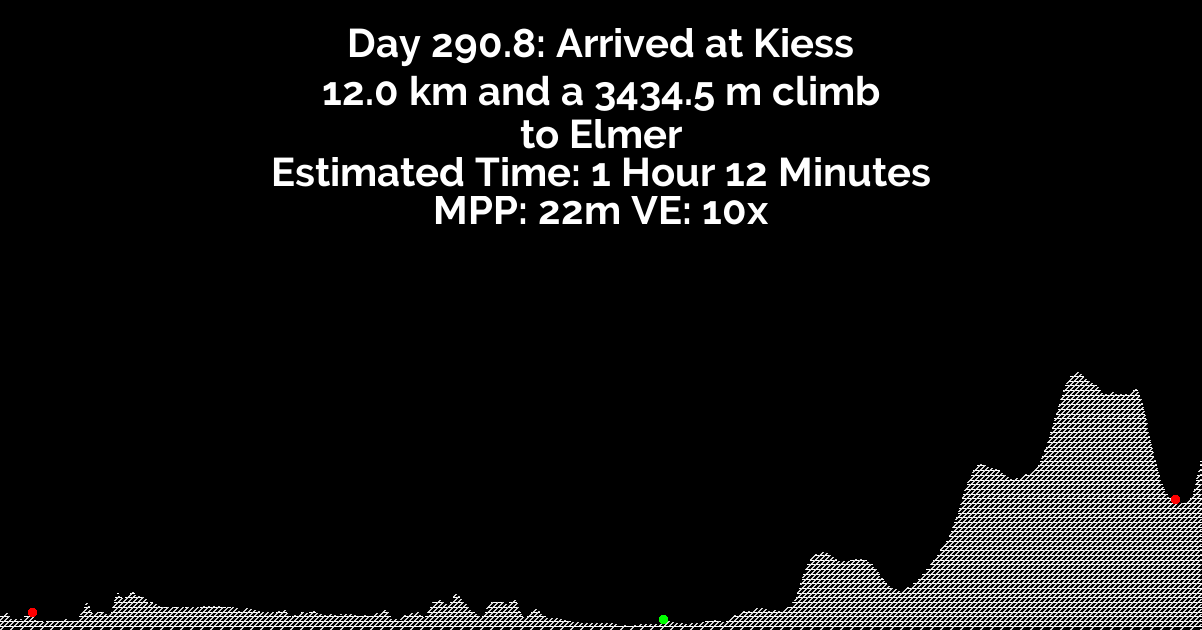 Day 290.8: Arrived at Kiess
12.0 km and a 3434.5 m climb
to Elmer
Estimated Time: 1 Hour 12 Minutes
MPP: 22m VE: 10x